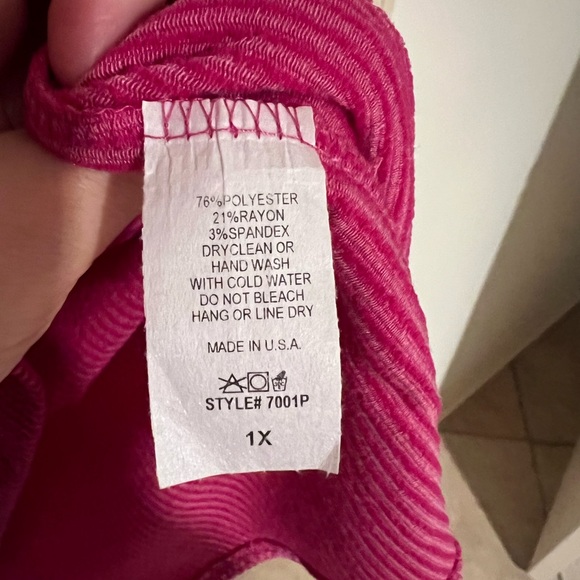 76%POLYESTER
21%RAYON
3%SPANDEX
DRYCLEAN OR
HAND WASH
WITH COLD WATER
DO NOT BLEACH
HANG OR LINE DRY
MADE IN U.S.A.
STYLE# 7001P
1X